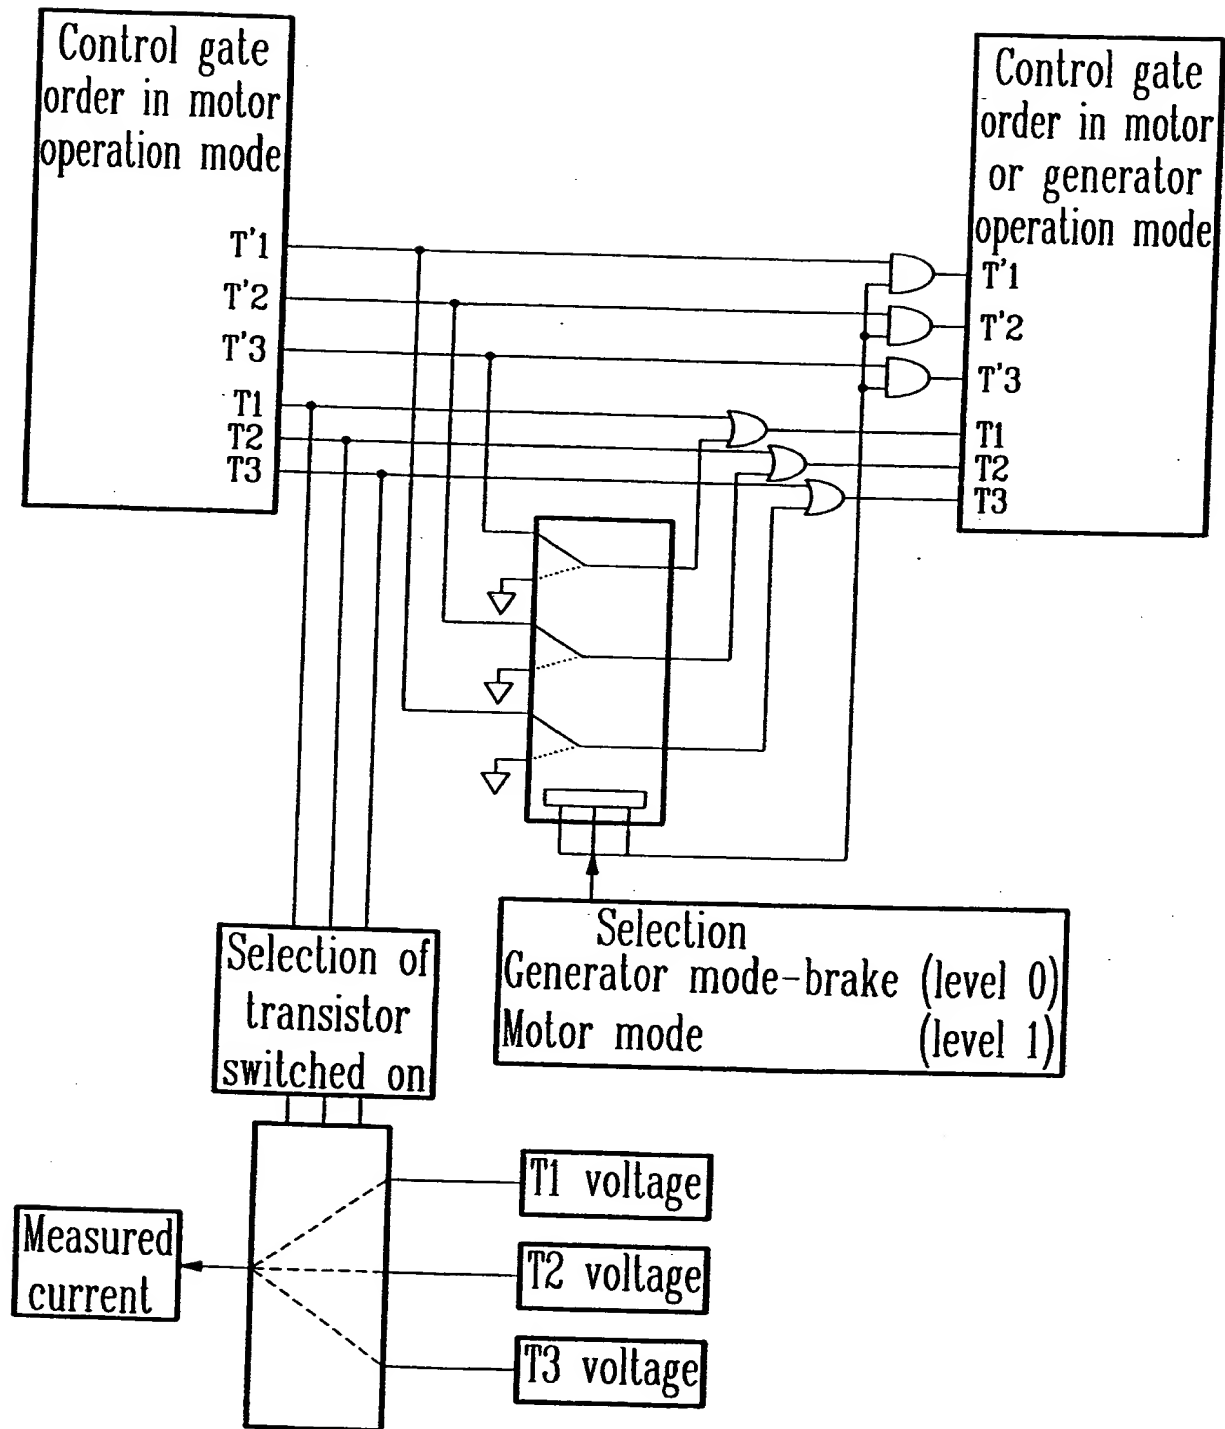 Control gate
order in motor
operation mode
T'1
T'2
T'3
T1
T2
T3
Control gate
order in motor
or generator
operation mode
T'1
T'2
T'3
T1
T2
T3
Selection
Generator mode-brake (level 0)
Motor mode (level 1)
Selection of
transistor
switched on
T1 voltage
T2 voltage
T3 voltage
Measured
current